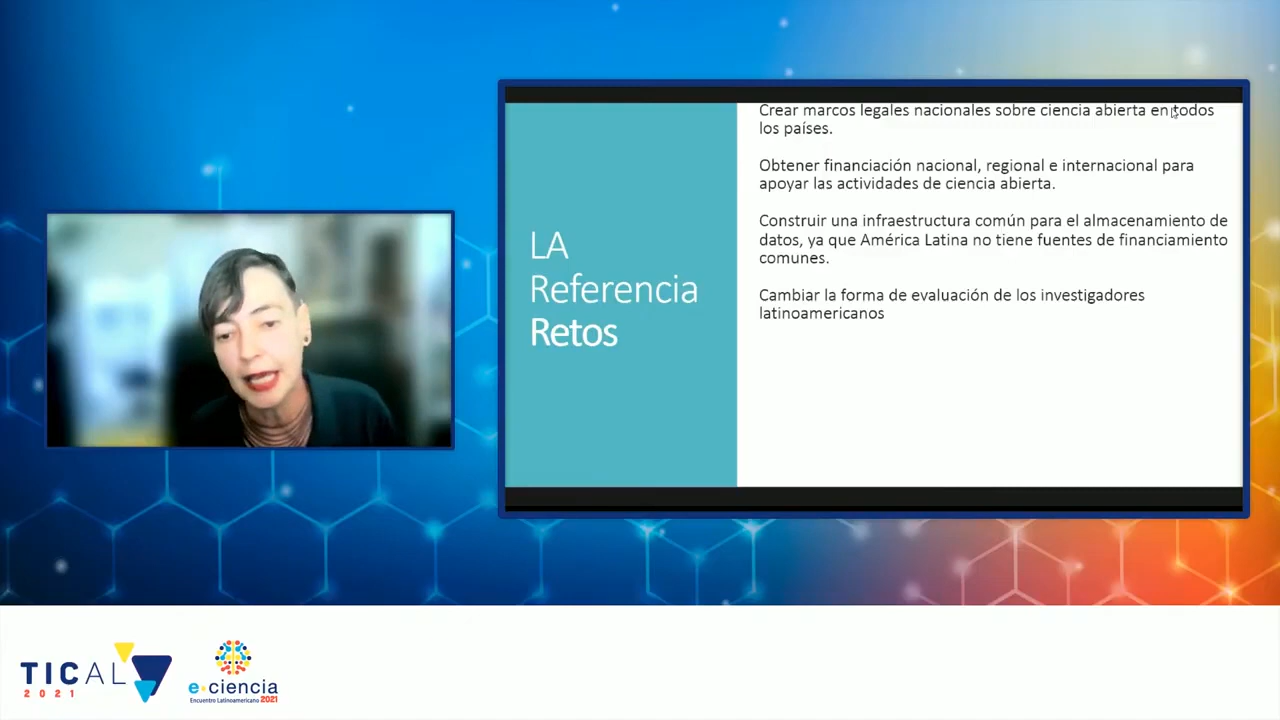 LA
Referencia
Retos
Crear marcos legales nacionales sobre ciencia abierta en todos
los países.
Obtener financiación nacional, regional e internacional para
apoyar las actividades de ciencia abierta.
Construir una infraestructura común para el almacenamiento de
datos, ya que América Latina no tiene fuentes de financiamiento
comunes.
Cambiar la forma de evaluación de los investigadores
latinoamericanos
TICAL
2021
e·ciencia
Encuentro Latinoamericano 2021